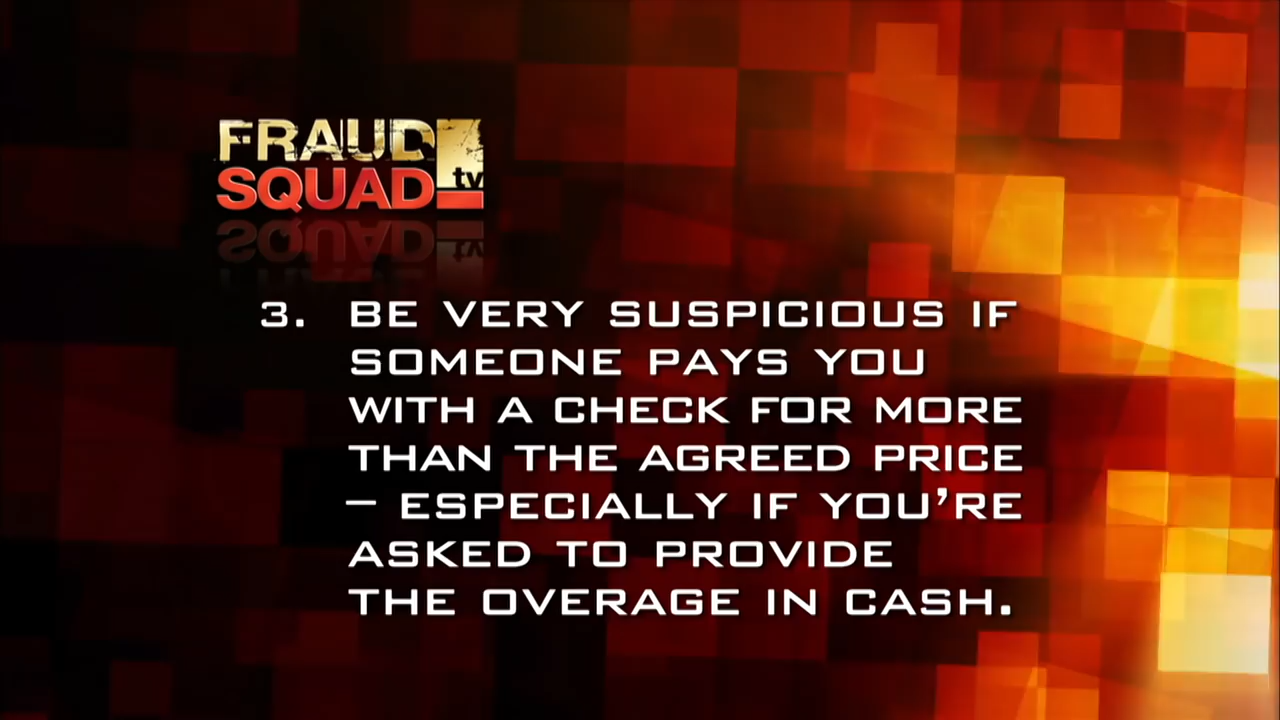 FRAUD
SQUAD tv
3. BE VERY SUSPICIOUS IF
SOMEONE PAYS YOU
WITH A CHECK FOR MORE
THAN THE AGREED PRICE
– ESPECIALLY IF YOU’RE
ASKED TO PROVIDE
THE OVERAGE IN CASH.